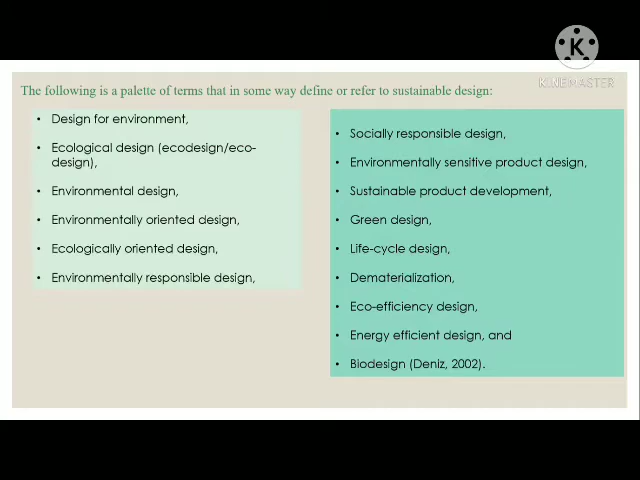 K
KINEMASTER
The following is a palette of terms that in some way define or refer to sustainable design:
• Design for environment,
• Ecological design (ecodesign/eco-
design),
• Environmental design,
• Environmentally oriented design,
• Ecologically oriented design,
• Environmentally responsible design,
• Socially responsible design,
• Environmentally sensitive product design,
• Sustainable product development,
• Green design,
• Life-cycle design,
• Dematerialization,
• Eco-efficiency design,
• Energy efficient design, and
• Biodesign (Deniz, 2002).